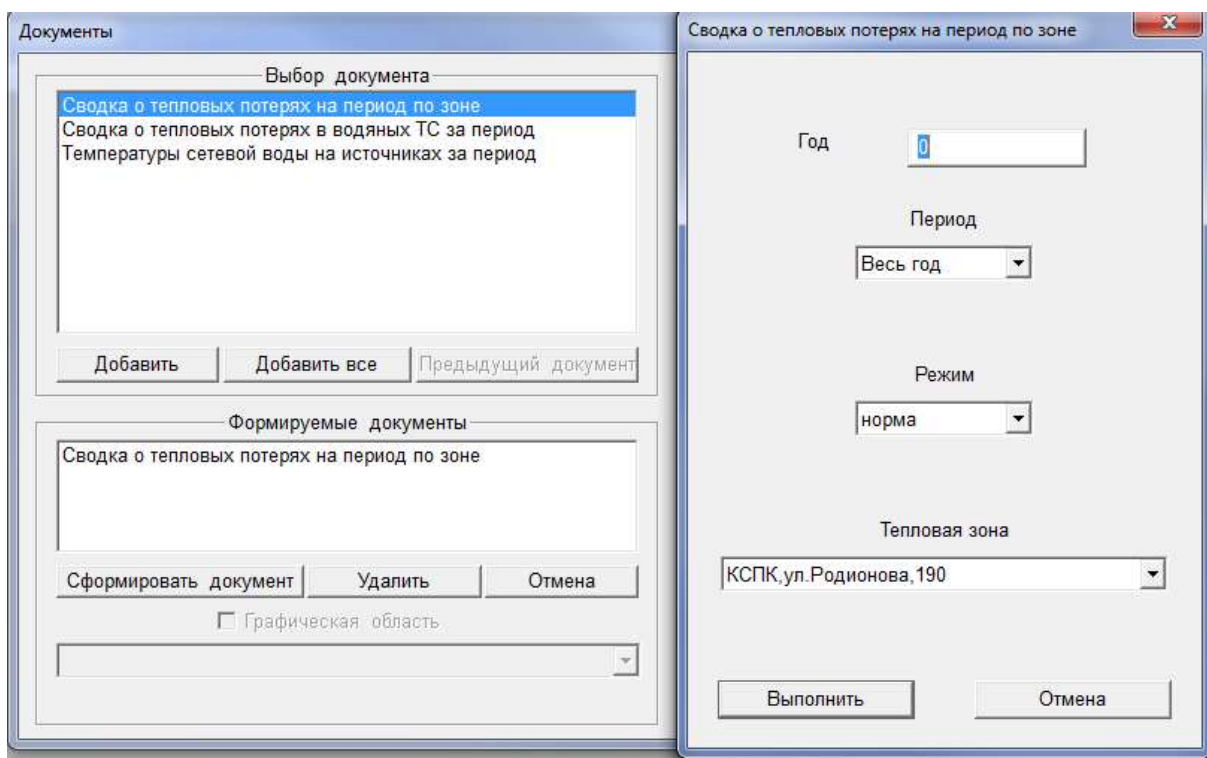 Документы
Выбор документа
Сводка о тепловых потерях на период по зоне
Сводка о тепловых потерях в водяных ТС за период
Температуры сетевой воды на источниках за период
Добавить
Добавить все
Предыдущий документ
Формируемые документы
Сводка о тепловых потерях на период по зоне
Сформировать документ
Удалить
Отмена
Графическая область
Сводка о тепловых потерях на период по зоне
Год
0
Период
Весь год
Режим
норма
Тепловая зона
КСПК,ул.Родионова,190
Выполнить
Отмена